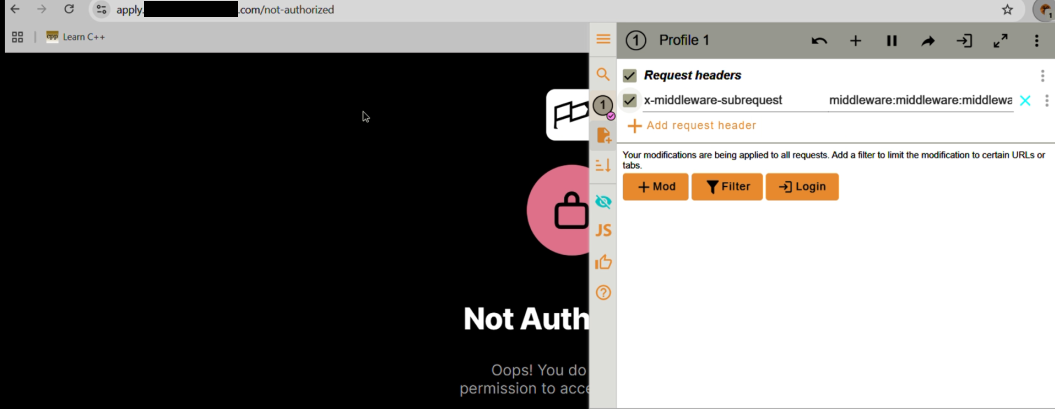 apply.
.com/not-authorized
1
Learn C++
1 Profile 1
Request headers
x-middleware-subrequest middleware:middleware:middlewa
Add request header
Your modifications are being applied to all requests. Add a filter to limit the modification to certain URLs or
tabs.
Mod Filter Login
1
JS
Not Auth
Oops! You do
permission to acce